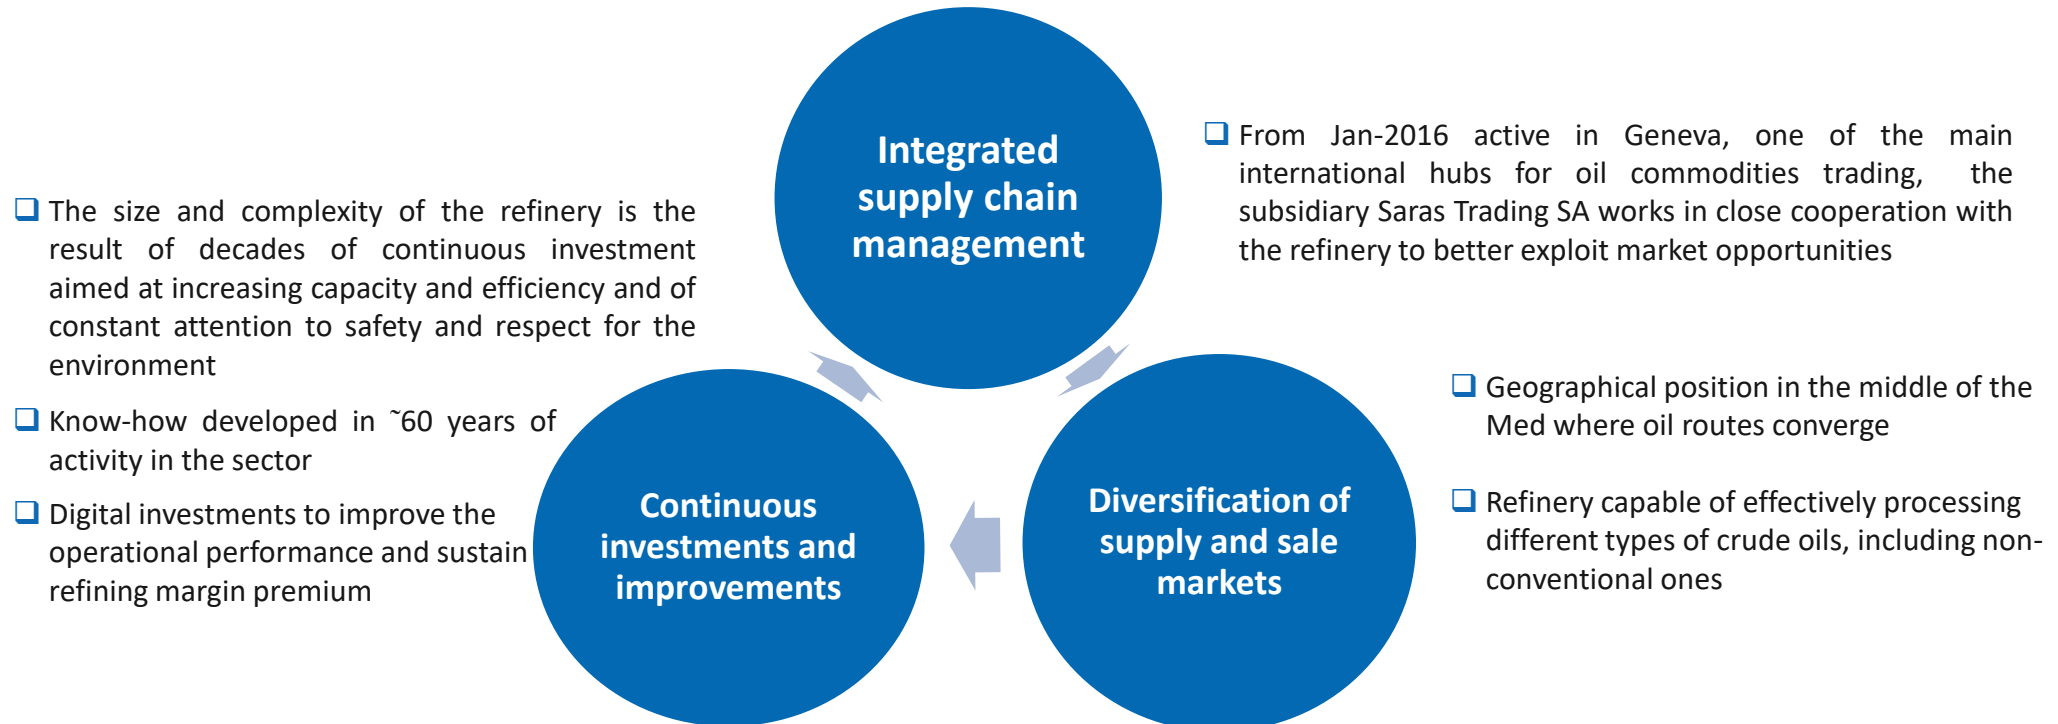 Integrated
supply chain
management
❑ From Jan-2016 active in Geneva, one of the main
international hubs for oil commodities trading, the
subsidiary Saras Trading SA works in close cooperation with
the refinery to better exploit market opportunities
❑ The size and complexity of the refinery is the
result of decades of continuous investment
aimed at increasing capacity and efficiency and of
constant attention to safety and respect for the
environment
❑ Know-how developed in ~60 years of
activity in the sector
❑ Digital investments to improve the
operational performance and sustain
refining margin premium
Continuous
investments and
improvements
Diversification of
supply and sale
markets
❑ Geographical position in the middle of the
Med where oil routes converge
❑ Refinery capable of effectively processing
different types of crude oils, including non-
conventional ones